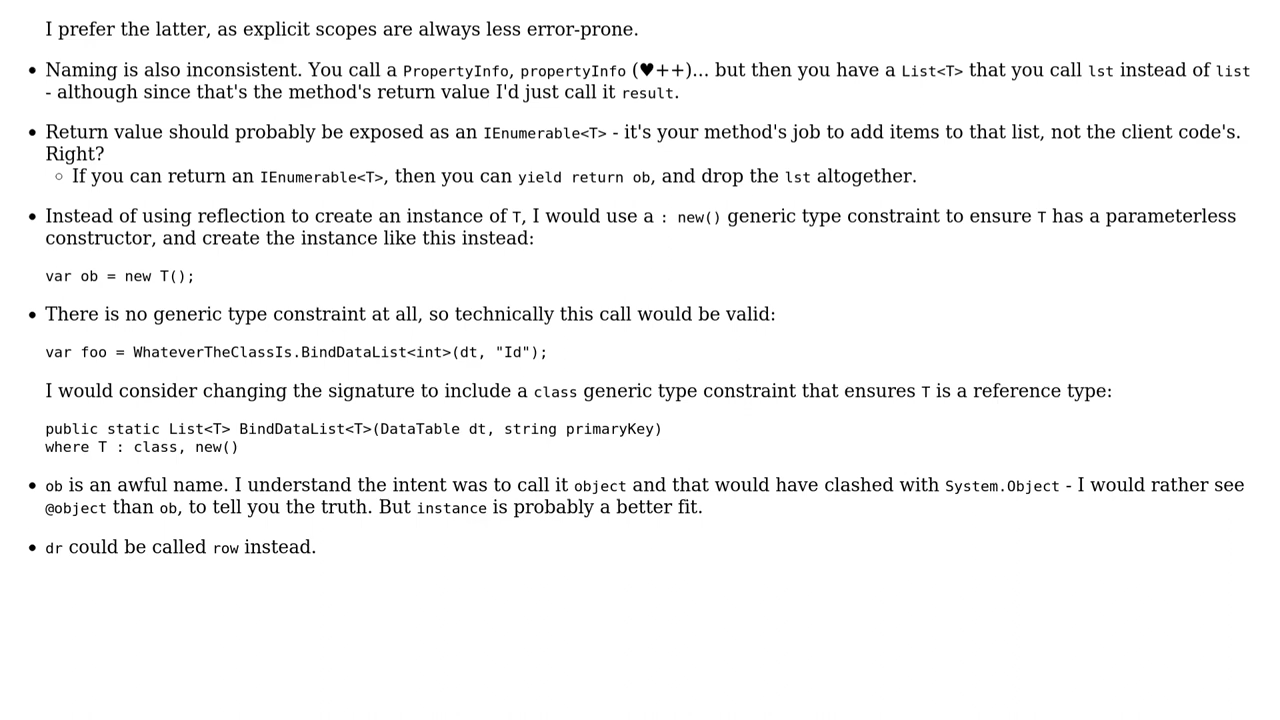 I prefer the latter, as explicit scopes are always less error-prone.
• Naming is also inconsistent. You call a PropertyInfo, propertyInfo (♥++)... but then you have a List<T> that you call lst instead of list
- although since that's the method's return value I'd just call it result.
• Return value should probably be exposed as an IEnumerable<T> - it's your method's job to add items to that list, not the client code's.
Right?
◦ If you can return an IEnumerable<T>, then you can yield return ob, and drop the lst altogether.
• Instead of using reflection to create an instance of T, I would use a : new() generic type constraint to ensure T has a parameterless
constructor, and create the instance like this instead:
var ob = new T();
• There is no generic type constraint at all, so technically this call would be valid:
var foo = WhateverTheClassIs.BindDataList<int>(dt, "Id");
I would consider changing the signature to include a class generic type constraint that ensures T is a reference type:
public static List<T> BindDataList<T>(DataTable dt, string primaryKey)
where T : class, new()
• ob is an awful name. I understand the intent was to call it object and that would have clashed with System.Object - I would rather see
@object than ob, to tell you the truth. But instance is probably a better fit.
• dr could be called row instead.